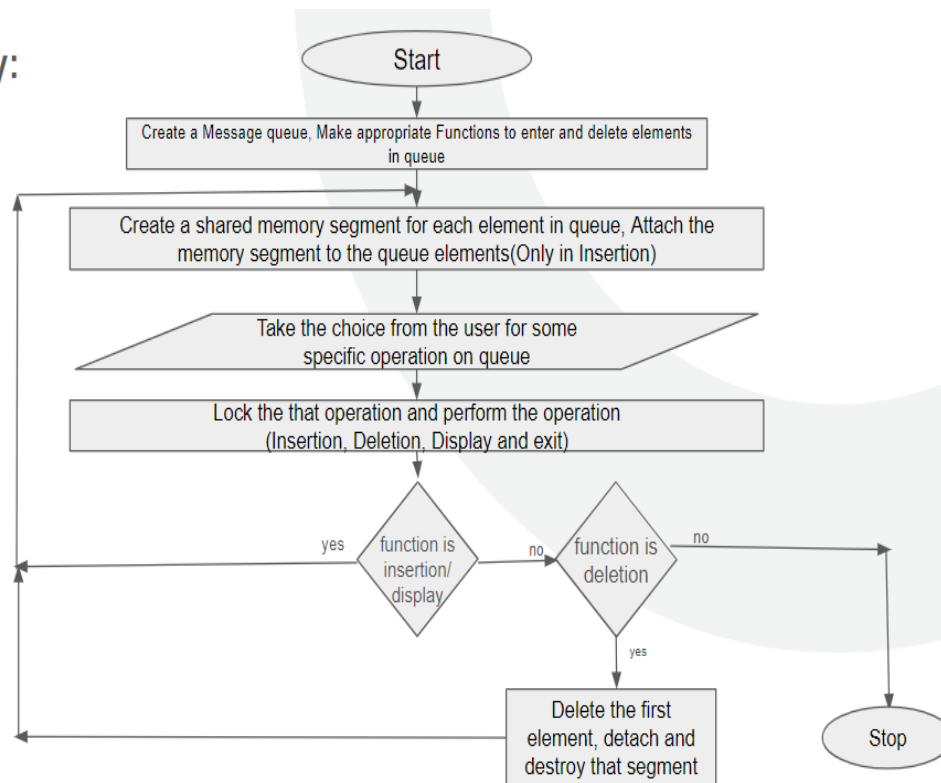 y:
Start
Create a Message queue, Make appropriate Functions to enter and delete elements
in queue
Create a shared memory segment for each element in queue, Attach the
memory segment to the queue elements(Only in Insertion)
Take the choice from the user for some
specific operation on queue
Lock the that operation and perform the operation
(Insertion, Deletion, Display and exit)
yes
function is
insertion/
display
no
function is
deletion
no
yes
Delete the first
element, detach and
destroy that segment
Stop